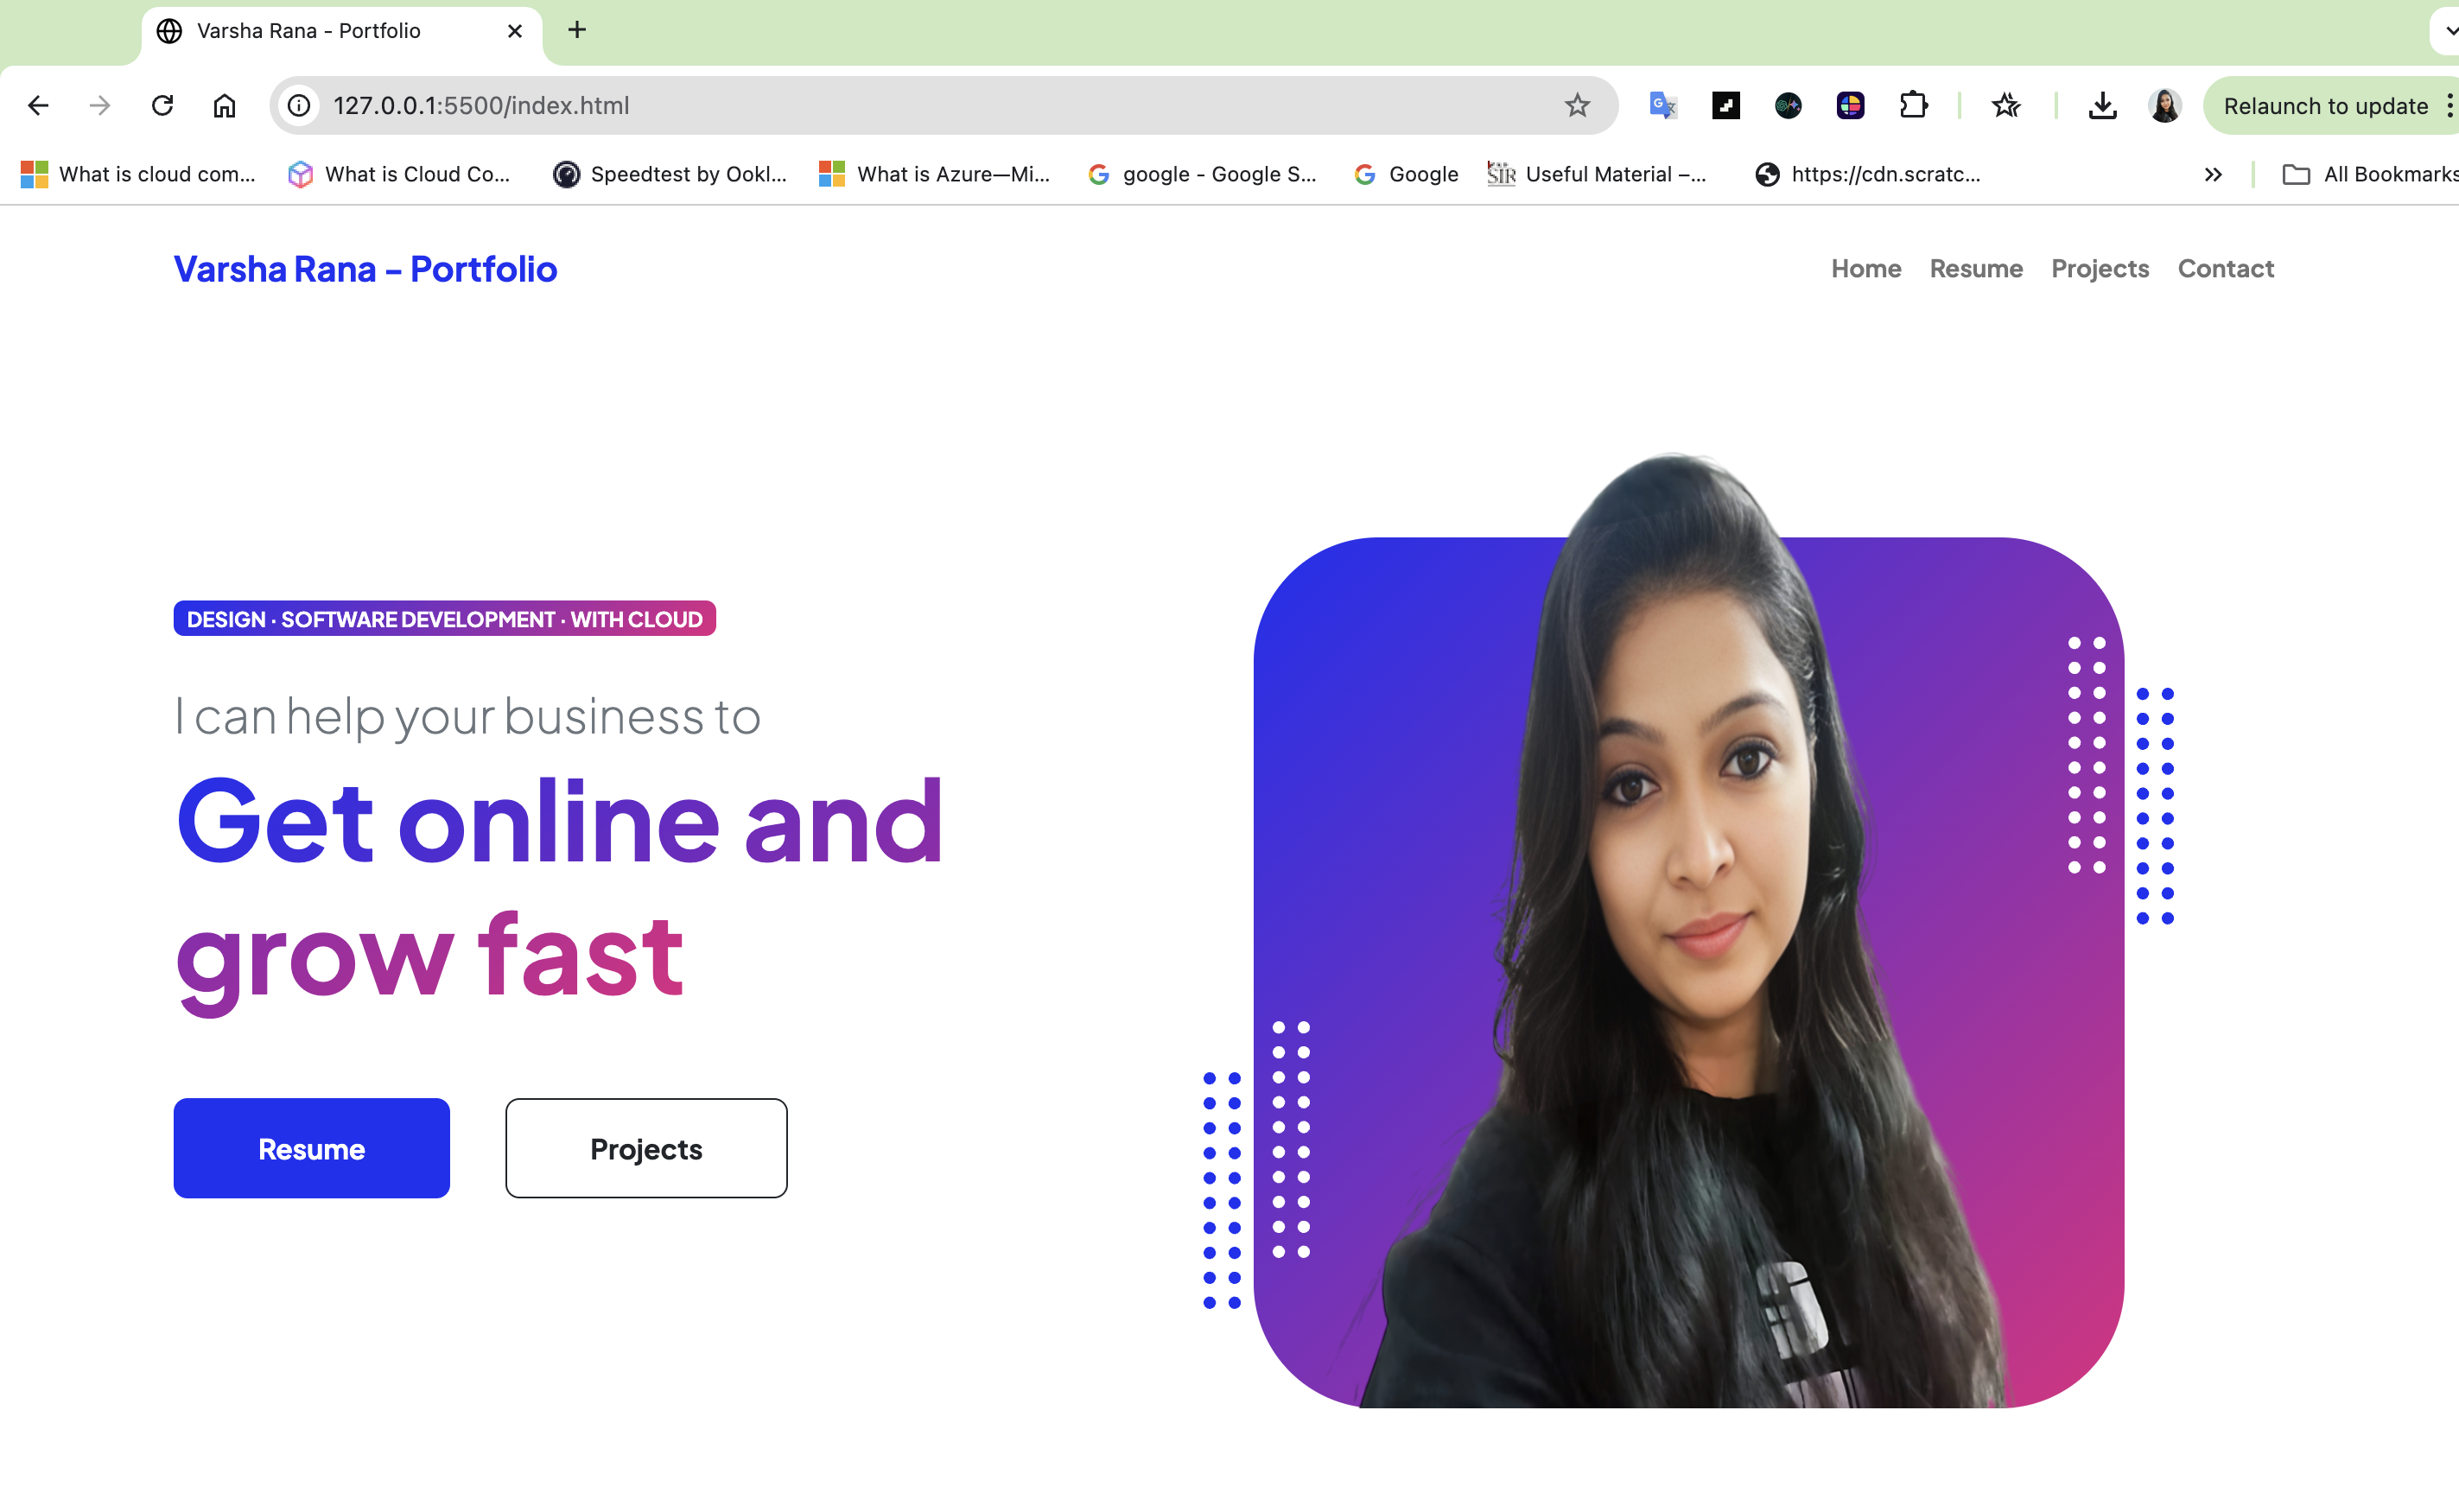 Varsha Rana - Portfolio
127.0.0.1:5500/index.html
Relaunch to update
What is cloud com...
What is Cloud Co...
Speedtest by Ookl...
What is Azure—Mi...
google - Google S...
Google
Useful Material –...
https://cdn.scratc...
All Bookmarks
Varsha Rana - Portfolio
Home
Resume
Projects
Contact
DESIGN · SOFTWARE DEVELOPMENT · WITH CLOUD
I can help your business to
Get online and
grow fast
Resume
Projects